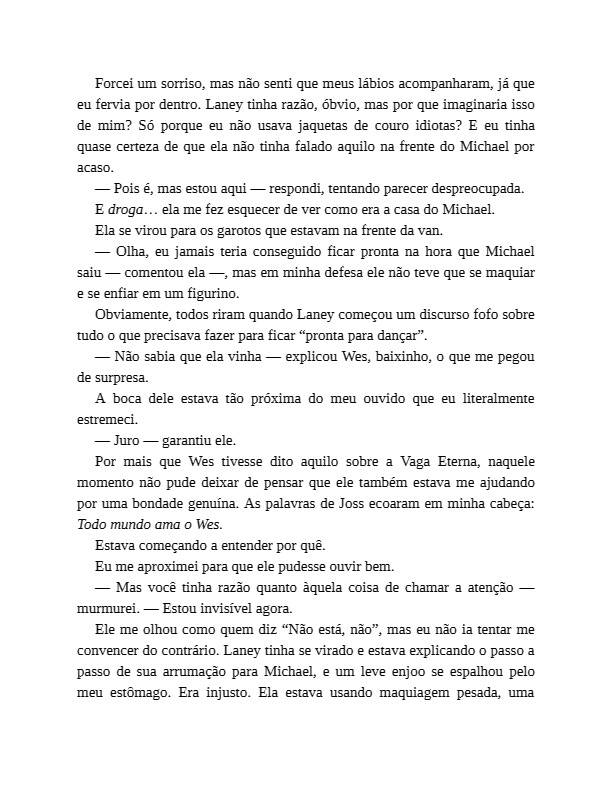 Forcei um sorriso, mas não senti que meus lábios acompanharam, já que
eu fervia por dentro. Laney tinha razão, óbvio, mas por que imaginaria isso
de mim? Só porque eu não usava jaquetas de couro idiotas? E eu tinha
quase certeza de que ela não tinha falado aquilo na frente do Michael por
acaso.
— Pois é, mas estou aqui — respondi, tentando parecer despreocupada.
E droga… ela me fez esquecer de ver como era a casa do Michael.
Ela se virou para os garotos que estavam na frente da van.
— Olha, eu jamais teria conseguido ficar pronta na hora que Michael
saiu — comentou ela —, mas em minha defesa ele não teve que se maquiar
e se enfiar em um figurino.
Obviamente, todos riram quando Laney começou um discurso fofo sobre
tudo o que precisava fazer para ficar “pronta para dançar”.
— Não sabia que ela vinha — explicou Wes, baixinho, o que me pegou
de surpresa.
A boca dele estava tão próxima do meu ouvido que eu literalmente
estremeci.
— Juro — garantiu ele.
Por mais que Wes tivesse dito aquilo sobre a Vaga Eterna, naquele
momento não pude deixar de pensar que ele também estava me ajudando
por uma bondade genuína. As palavras de Joss ecoaram em minha cabeça:
Todo mundo ama o Wes.
Estava começando a entender por quê.
Eu me aproximei para que ele pudesse ouvir bem.
— Mas você tinha razão quanto àquela coisa de chamar a atenção —
murmurei. — Estou invisível agora.
Ele me olhou como quem diz “Não está, não”, mas eu não ia tentar me
convencer do contrário. Laney tinha se virado e estava explicando o passo a
passo de sua arrumação para Michael, e um leve enjoo se espalhou pelo
meu estômago. Era injusto. Ela estava usando maquiagem pesada, uma